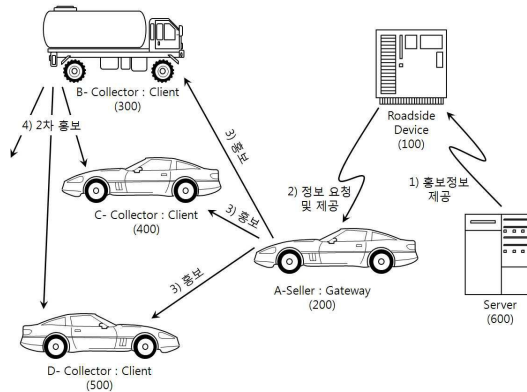 B- Collector : Client
(300)
4) 2차 홍보
3) 홍보
Roadside
Device
(100)
1) 홍보정보
제공
2) 정보 요청
및 제공
C- Collector : Client
(400)
3) 홍보
3) 홍보
A-Seller : Gateway
(200)
Server
(600)
D- Collector : Client
(500)